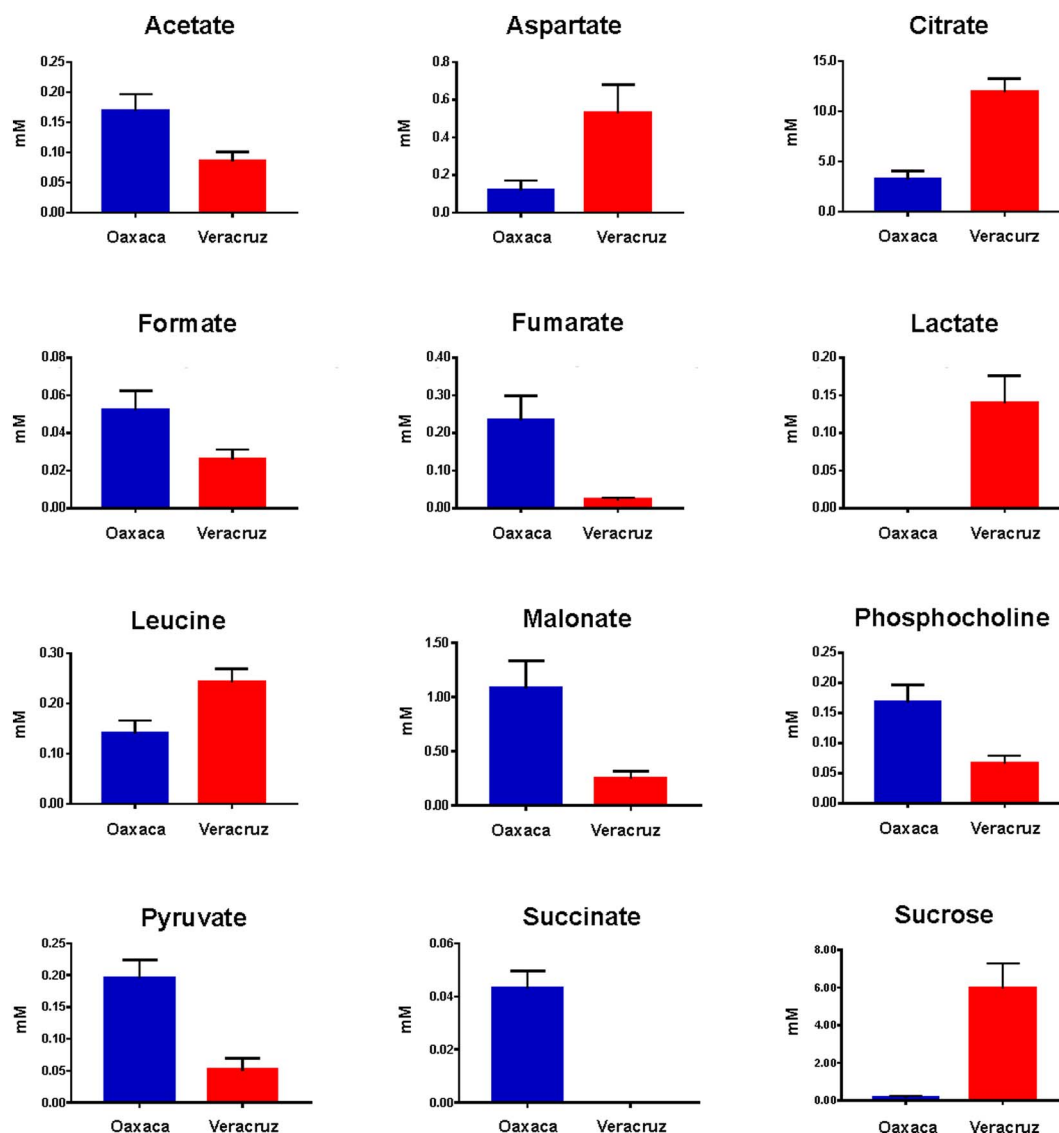 Acetate
Aspartate
Citrate
0.25
0.20
0.15
0.10
0.05
0.00
mM
Oaxaca Veracruz
0.8
0.6
0.4
0.2
0.0
mM
Oaxaca Veracruz
15.0
10.0
5.0
0.0
mM
Oaxaca Veracurz
Formate
Fumarate
Lactate
0.08
0.06
0.04
0.02
0.00
mM
Oaxaca Veracruz
0.40
0.30
0.20
0.10
0.00
mM
Oaxaca Veracruz
0.20
0.15
0.10
0.05
0.00
mM
Oaxaca Veracruz
Leucine
Malonate
Phosphocholine
0.30
0.20
0.10
0.00
mM
Oaxaca Veracruz
1.50
1.00
0.50
0.00
mM
Oaxaca Veracruz
0.25
0.20
0.15
0.10
0.05
0.00
mM
Oaxaca Veracruz
Pyruvate
Succinate
Sucrose
0.25
0.20
0.15
0.10
0.05
0.00
mM
Oaxaca Veracruz
0.06
0.04
0.02
0.00
mM
Oaxaca Veracruz
8.00
6.00
4.00
2.00
0.00
mM
Oaxaca Veracruz